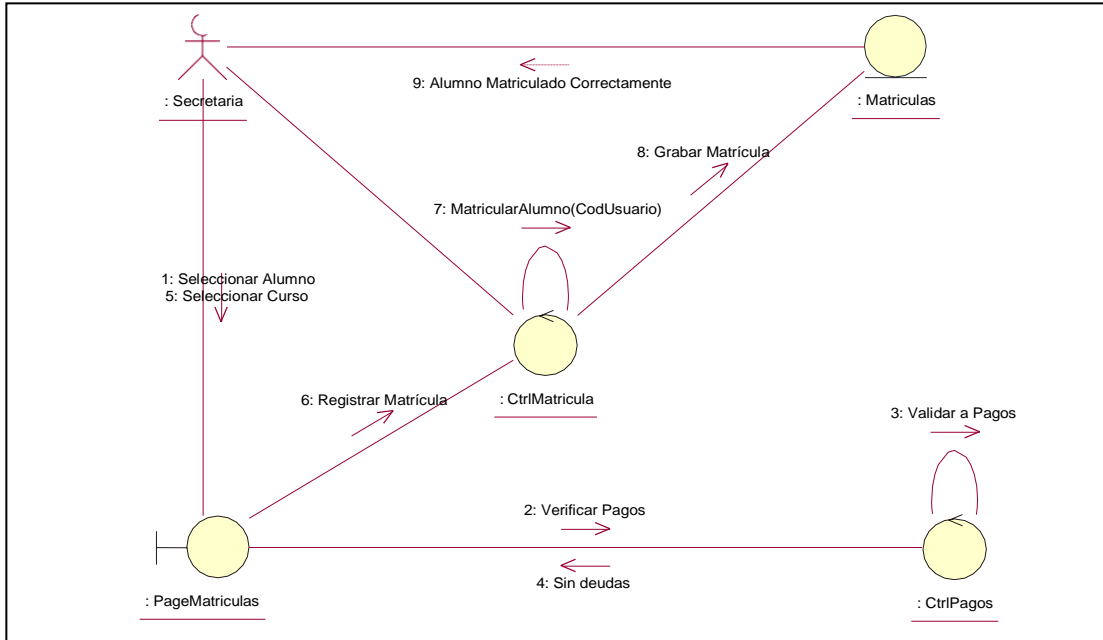 : Secretaria
9: Alumno Matriculado Correctamente
: Matriculas
8: Grabar Matrícula
7: MatricularAlumno(CodUsuario)
1: Seleccionar Alumno
5: Seleccionar Curso
6: Registrar Matrícula
: CtrlMatricula
3: Validar a Pagos
2: Verificar Pagos
4: Sin deudas
: PageMatriculas
: CtrlPagos